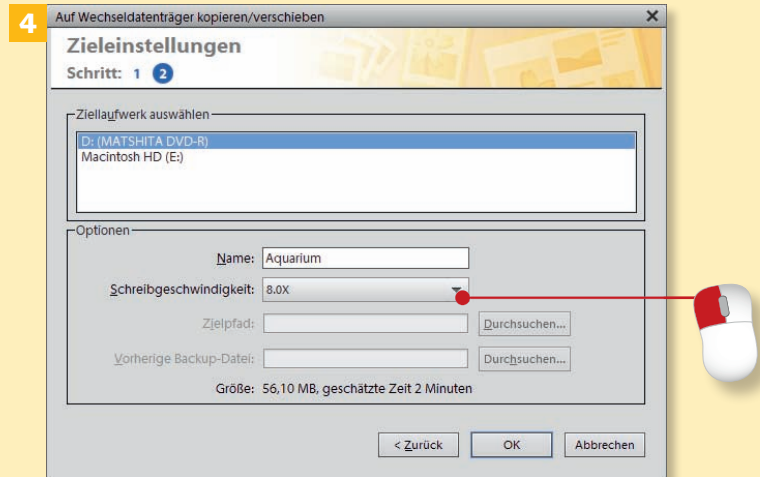 4
Auf Wechseldatenträger kopieren/verschieben
Zieleinstellungen
Schritt: 1 2
Ziellaufwerk auswählen
D: (MATSHITA DVD-R)
Macintosh HD (E:)
Optionen
Name: Aquarium
Schreibgeschwindigkeit: 8.0X
Zielpfad: Durchsuchen...
Vorherige Backup-Datei: Durchsuchen...
Größe: 56,10 MB, geschätzte Zeit 2 Minuten
< Zurück OK Abbrechen